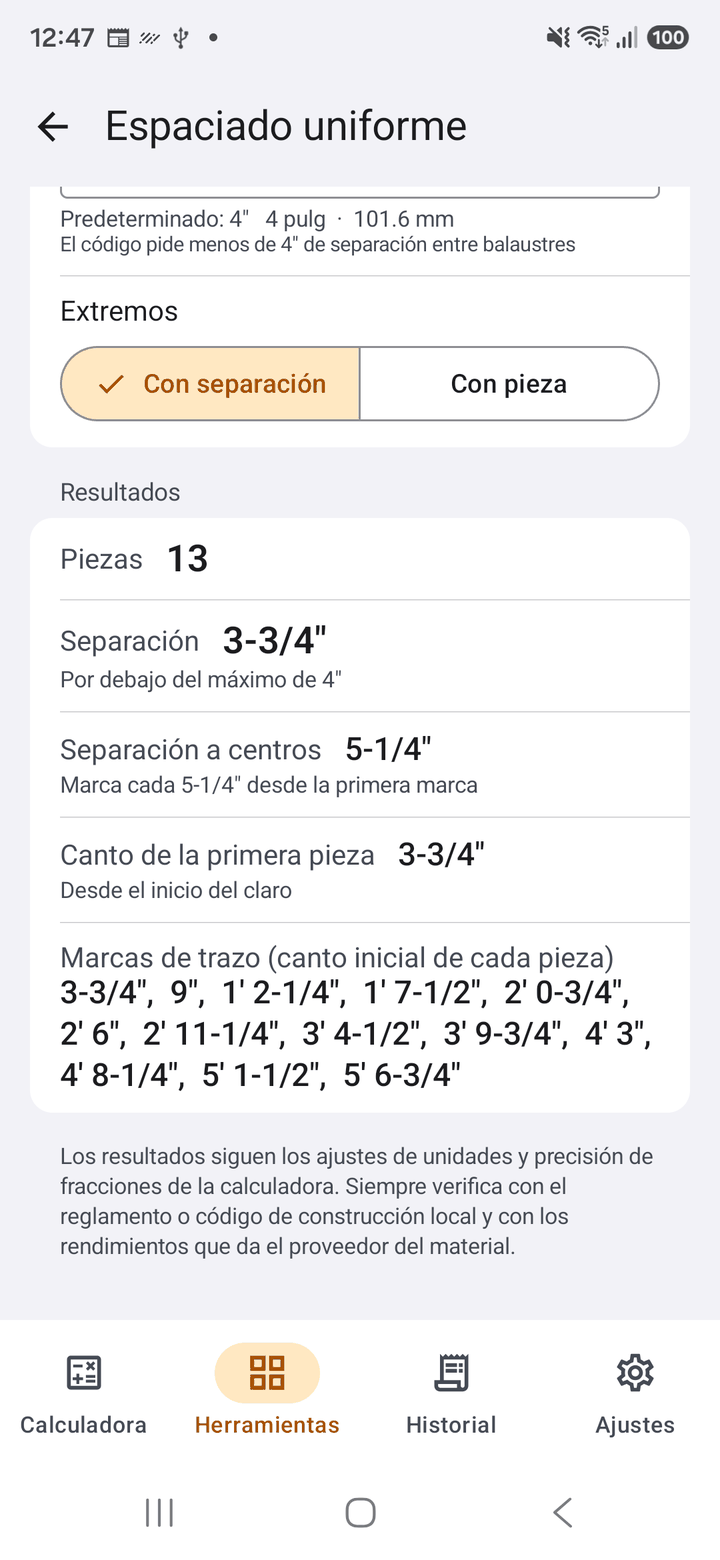 12:47
5
100
Espaciado uniforme
Predeterminado: 4"   4 pulg  ·  101.6 mm
El código pide menos de 4" de separación entre balaustres
Extremos
Con separación
Con pieza
Resultados
Piezas 13
Separación 3-3/4"
Por debajo del máximo de 4"
Separación a centros 5-1/4"
Marca cada 5-1/4" desde la primera marca
Canto de la primera pieza 3-3/4"
Desde el inicio del claro
Marcas de trazo (canto inicial de cada pieza)
3-3/4",  9",  1' 2-1/4",  1' 7-1/2",  2' 0-3/4",
2' 6",  2' 11-1/4",  3' 4-1/2",  3' 9-3/4",  4' 3",
4' 8-1/4",  5' 1-1/2",  5' 6-3/4"
Los resultados siguen los ajustes de unidades y precisión de
fracciones de la calculadora. Siempre verifica con el
reglamento o código de construcción local y con los
rendimientos que da el proveedor del material.
Calculadora
Herramientas
Historial
Ajustes